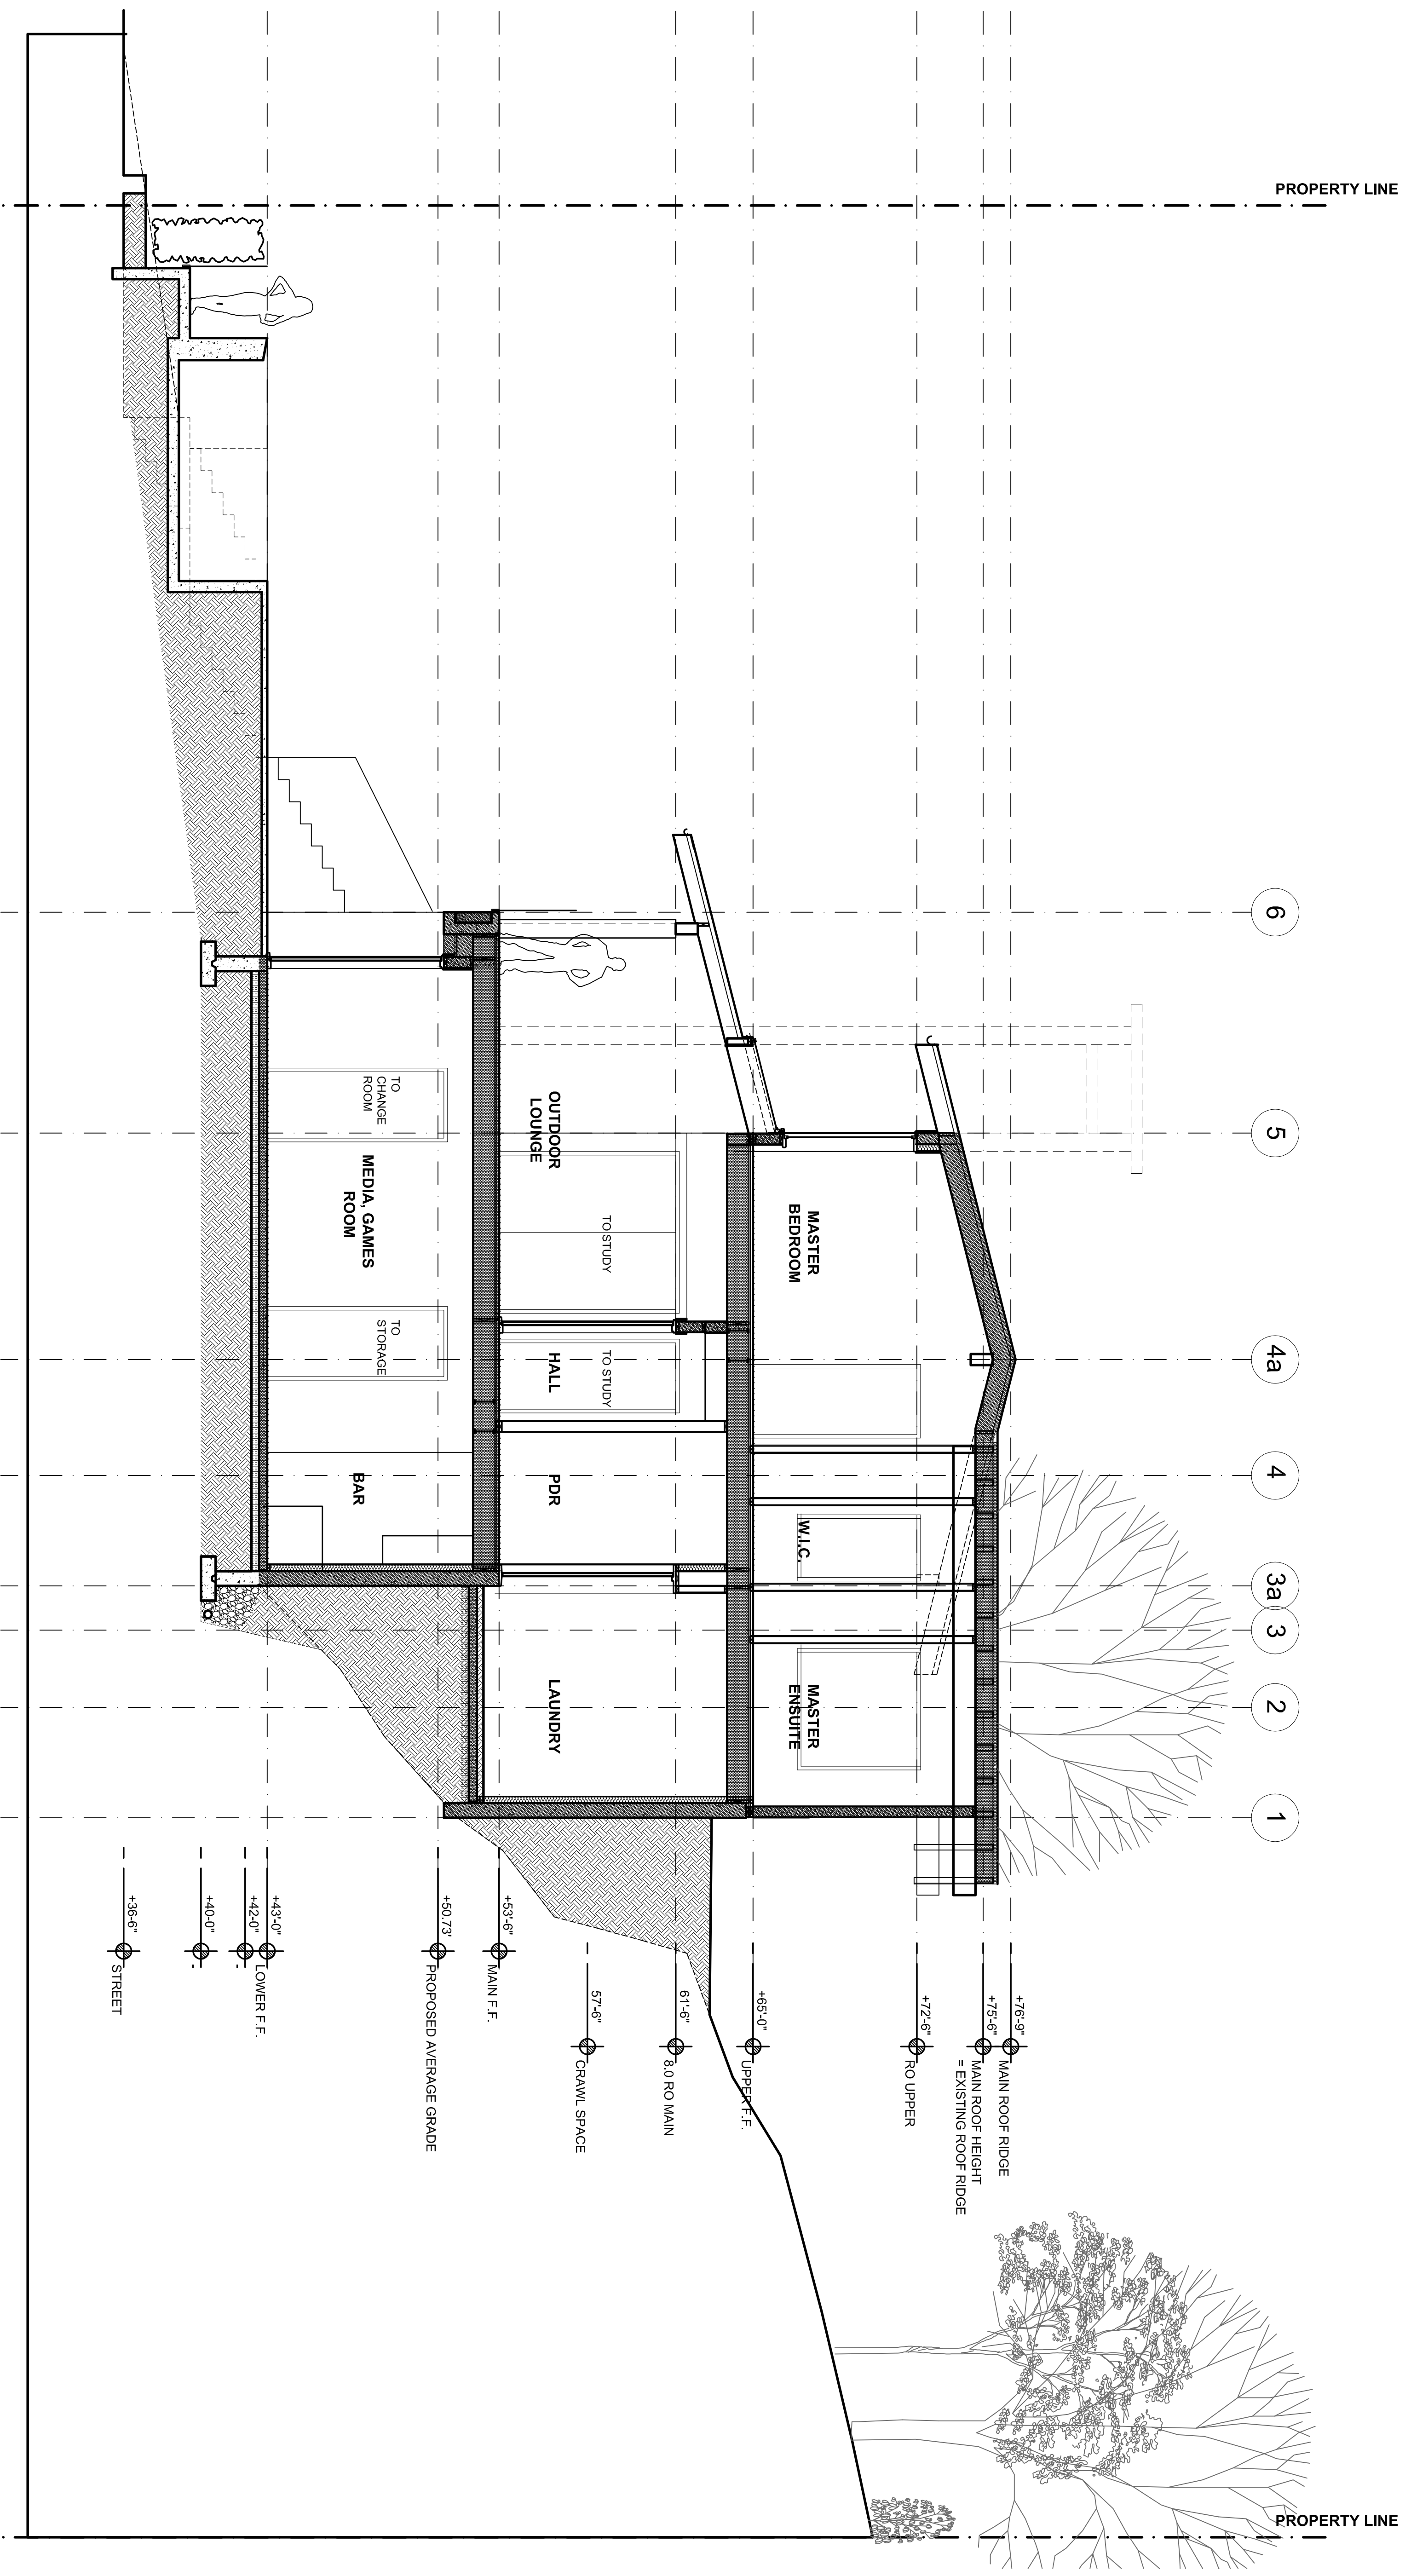 PROPERTY LINE
6
5
4a
4
3a
3
2
1
MASTER
BEDROOM
W.I.C.
MASTER
ENSUITE
OUTDOOR
LOUNGE
TO STUDY
HALL
TO STUDY
PDR
LAUNDRY
TO
CHANGE
ROOM
MEDIA, GAMES
ROOM
TO
STORAGE
BAR
+76'-9"
MAIN ROOF RIDGE
+75'-6"
MAIN ROOF HEIGHT
= EXISTING ROOF RIDGE
+72'-6"
RO UPPER
+65'-0"
UPPER F.F.
61'-6"
8.0 RO MAIN
57'-6"
CRAWL SPACE
+53'-6"
MAIN F.F.
+50.73'
PROPOSED AVERAGE GRADE
+43'-0"
LOWER F.F.
+42'-0"
-
+40-0"
-
+36-6"
STREET
PROPERTY LINE